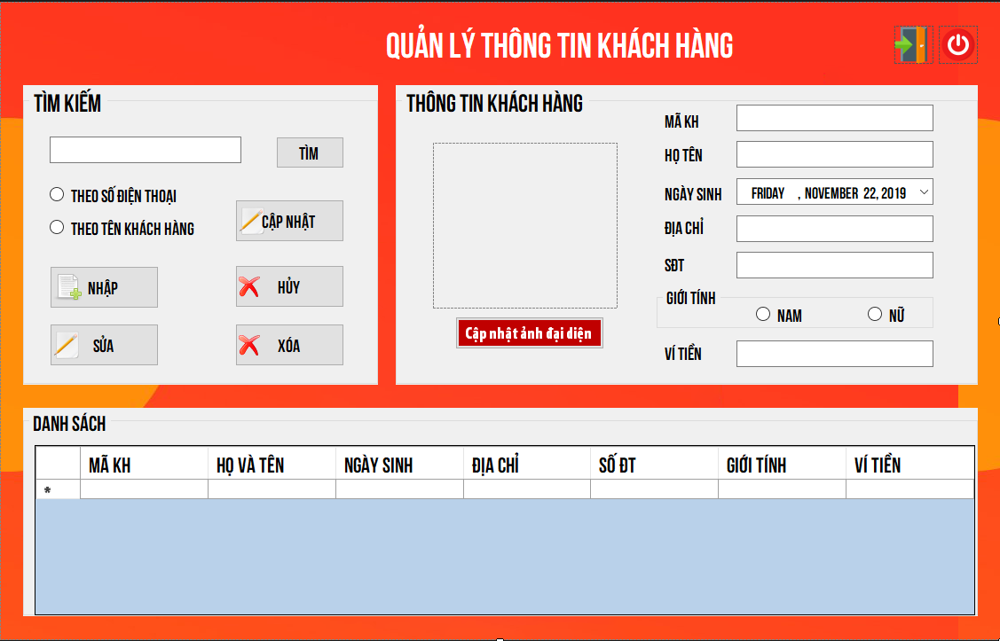 QUẢN LÝ THÔNG TIN KHÁCH HÀNG
TÌM KIẾM
TÌM
THEO SỐ ĐIỆN THOẠI
THEO TÊN KHÁCH HÀNG
CẬP NHẬT
NHẬP
HỦY
SỬA
XÓA
THÔNG TIN KHÁCH HÀNG
Cập nhật ảnh đại diện
MÃ KH
HỌ TÊN
NGÀY SINH FRIDAY , NOVEMBER 22, 2019
ĐỊA CHỈ
SĐT
GIỚI TÍNH
NAM NỮ
VÍ TIỀN
DANH SÁCH
MÃ KH HỌ VÀ TÊN NGÀY SINH ĐỊA CHỈ SỐ ĐT GIỚI TÍNH VÍ TIỀN
*